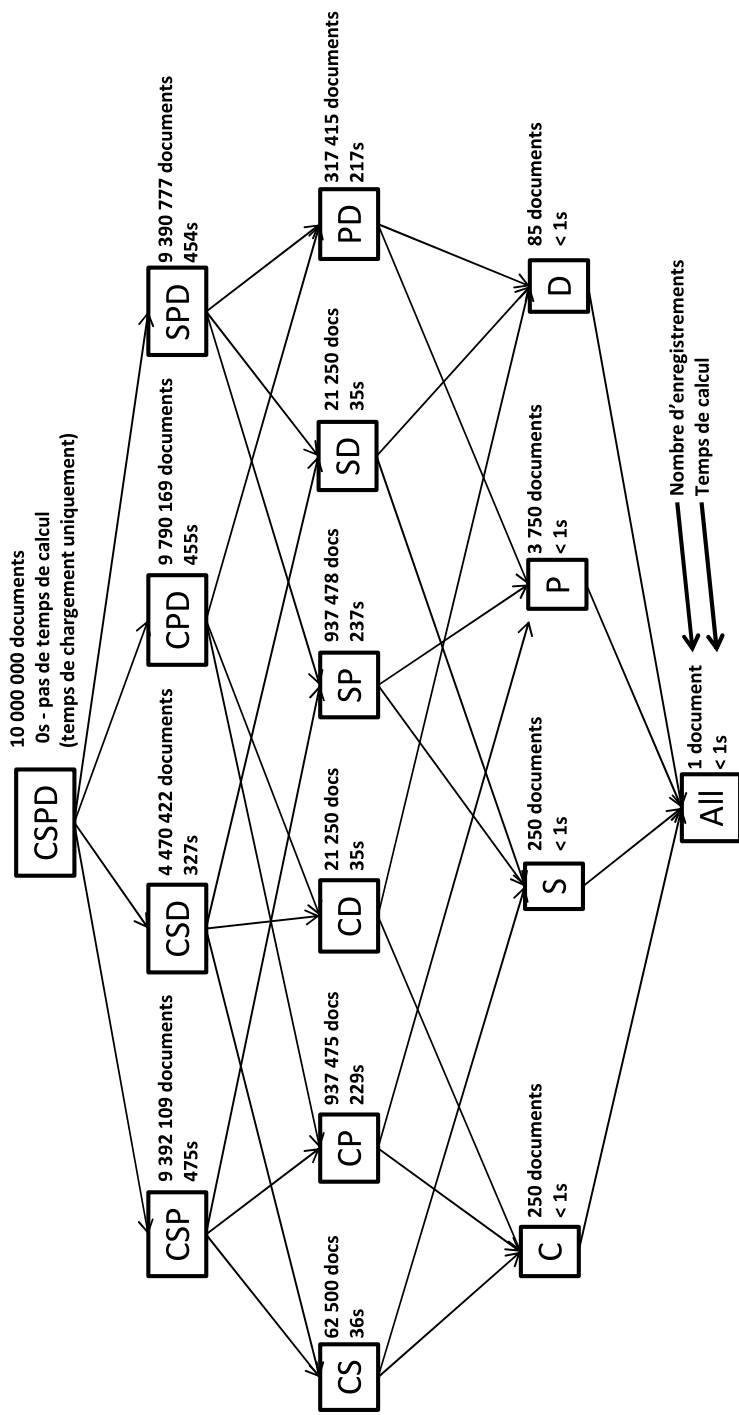 CSPD
10 000 000 documents
0s - pas de temps de calcul
(temps de chargement uniquement)
CSP
9 392 109 documents
475s
CSD
4 470 422 documents
327s
CPD
9 790 169 documents
455s
SPD
9 390 777 documents
454s
CS
62 500 docs
36s
CP
937 475 docs
229s
CD
21 250 docs
35s
SP
937 478 docs
237s
SD
21 250 docs
35s
PD
317 415 documents
217s
C
250 documents
< 1s
S
250 documents
< 1s
P
3 750 documents
< 1s
D
85 documents
< 1s
All
1 document
< 1s
Nombre d'enregistrements
Temps de calcul